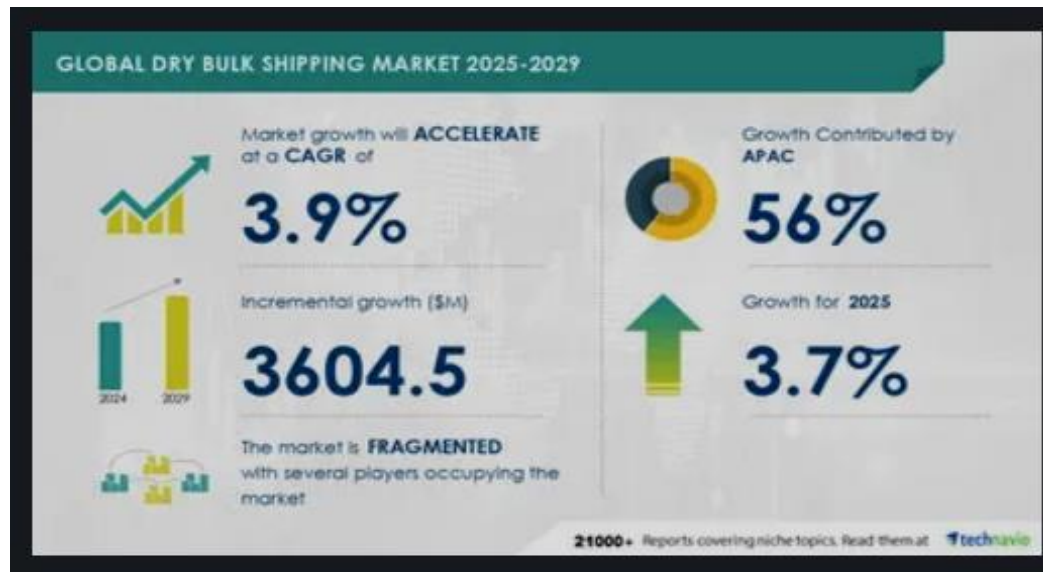 GLOBAL DRY BULK SHIPPING MARKET 2025-2029
Market growth will ACCELERATE
at a CAGR of
3.9%
Incremental growth ($M)
3604.5
2024
2029
The market is FRAGMENTED
with several players occupying the
market
Growth Contributed by
APAC
56%
Growth for 2025
3.7%
21000+ Reports covering niche topics. Read them at technavio